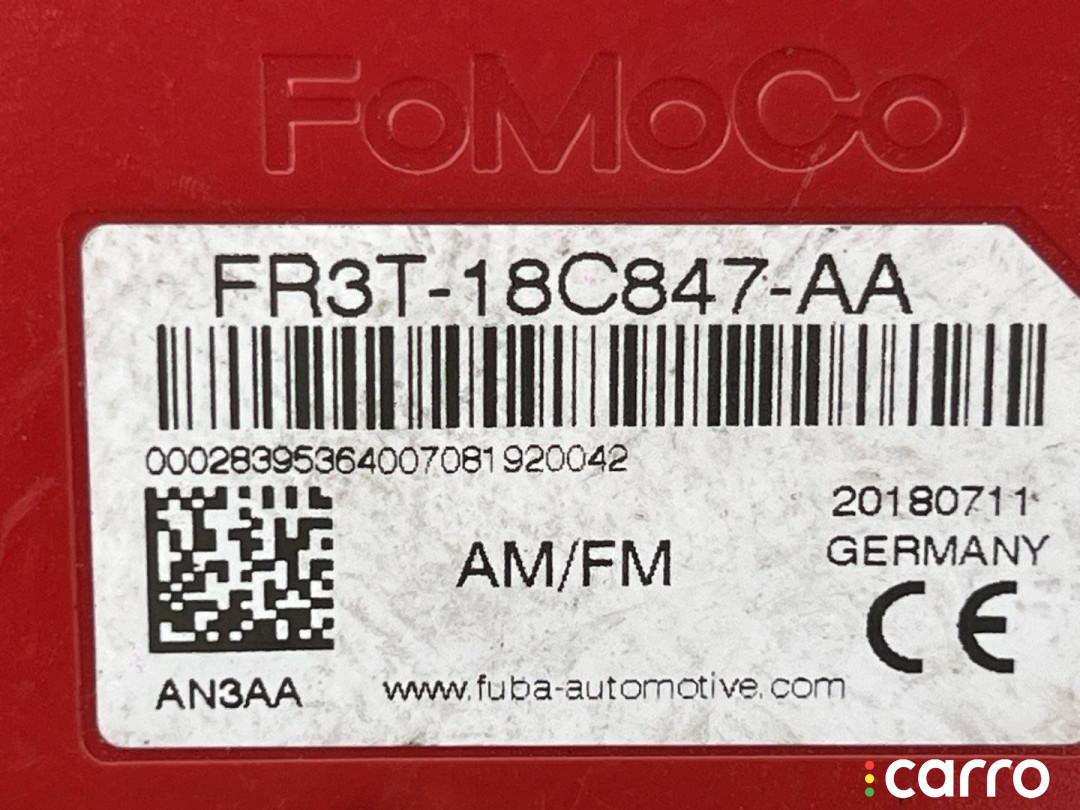 FoMoCo
FR3T-18C847-AA
00028395364007081920042
20180711
AM/FM
GERMANY
CE
AN3AA
www.fuba-automotive.com
carro